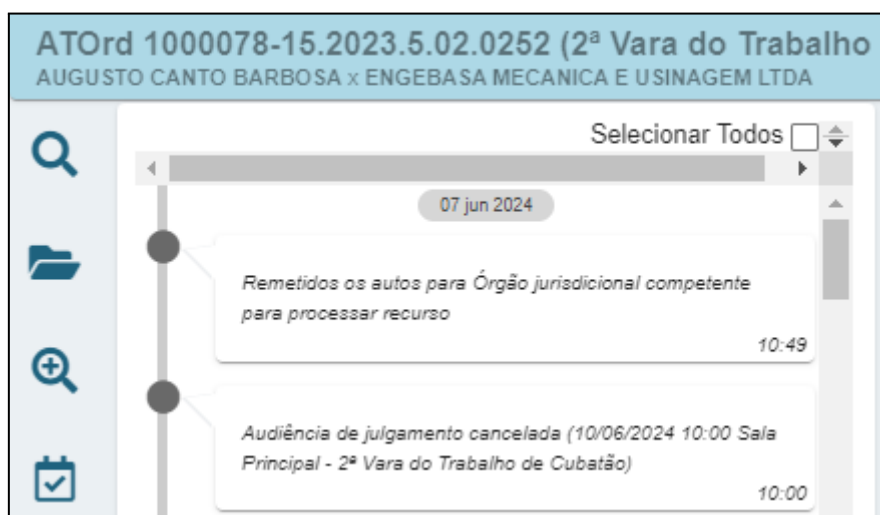 ATOrd 1000078-15.2023.5.02.0252 (2ª Vara do Trabalho
AUGUSTO CANTO BARBOSA x ENGEBASA MECANICA E USINAGEM LTDA
Selecionar Todos
07 jun 2024
Remetidos os autos para Órgão jurisdicional competente
para processar recurso
10:49
Audiência de julgamento cancelada (10/06/2024 10:00 Sala
Principal - 2ª Vara do Trabalho de Cubatão)
10:00